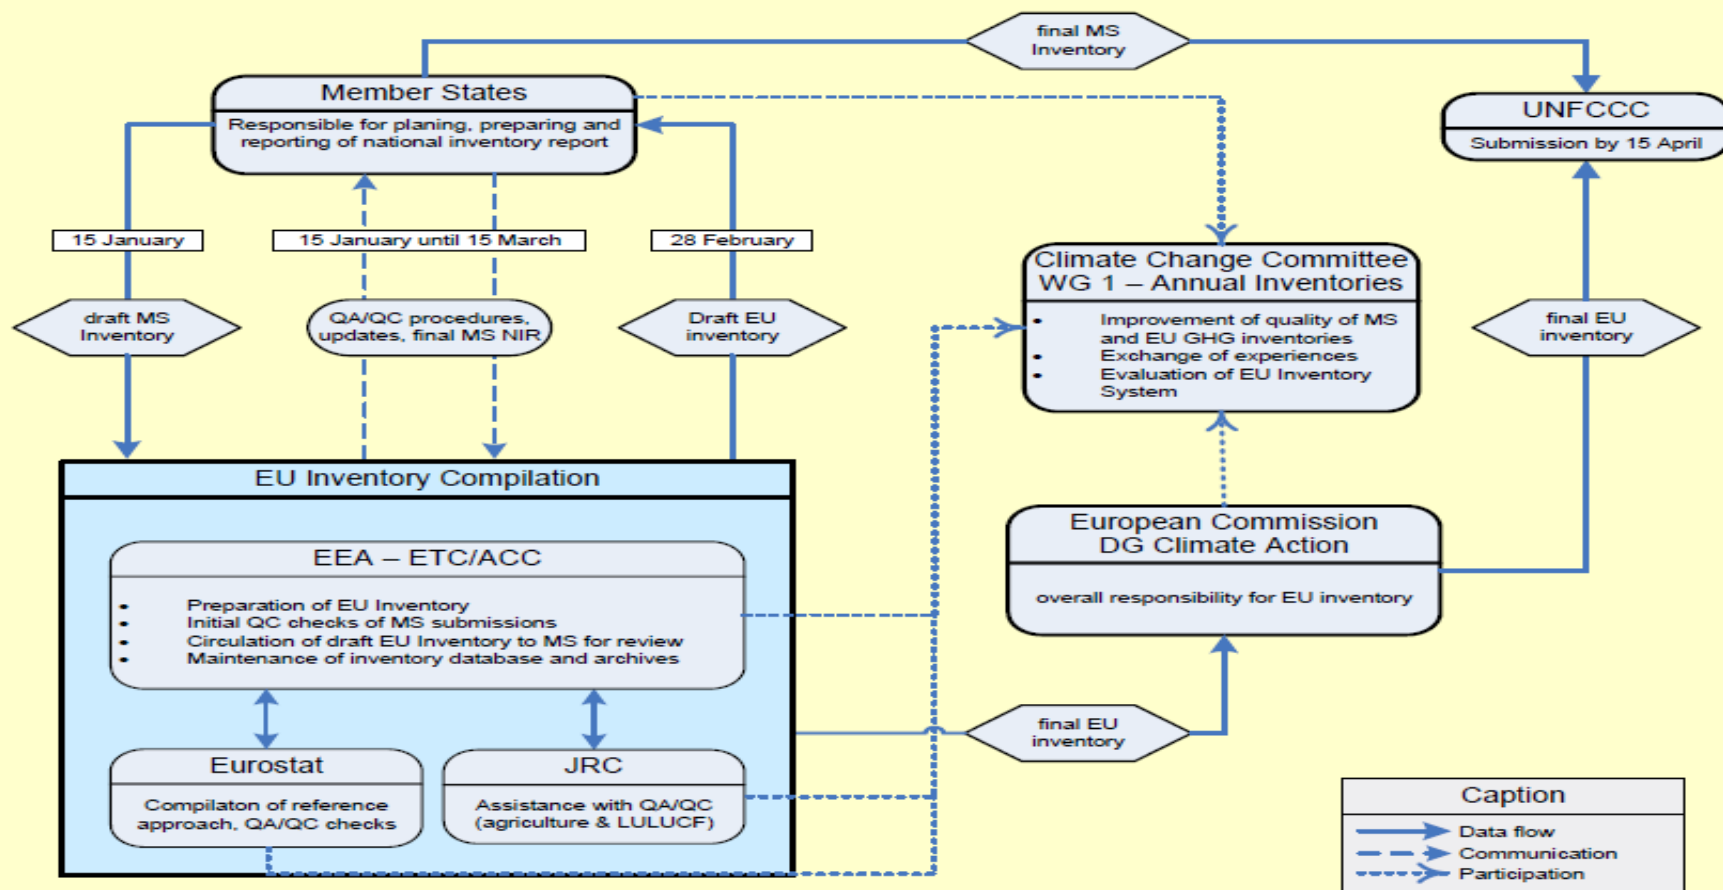 final MS
Inventory
Member States
Responsible for planing, preparing and
reporting of national inventory report
UNFCCC
Submission by 15 April
15 January
15 January until 15 March
28 February
draft MS
Inventory
QA/QC procedures,
updates, final MS NIR
Draft EU
inventory
Climate Change Committee
WG 1 – Annual Inventories
• Improvement of quality of MS
and EU GHG inventories
• Exchange of experiences
• Evaluation of EU Inventory
System
final EU
inventory
EU Inventory Compilation
EEA – ETC/ACC
• Preparation of EU Inventory
• Initial QC checks of MS submissions
• Circulation of draft EU Inventory to MS for review
• Maintenance of inventory database and archives
European Commission
DG Climate Action
overall responsibility for EU inventory
final EU
inventory
Eurostat
Compilaton of reference
approach, QA/QC checks
JRC
Assistance with QA/QC
(agriculture & LULUCF)
Caption
Data flow
Communication
Participation